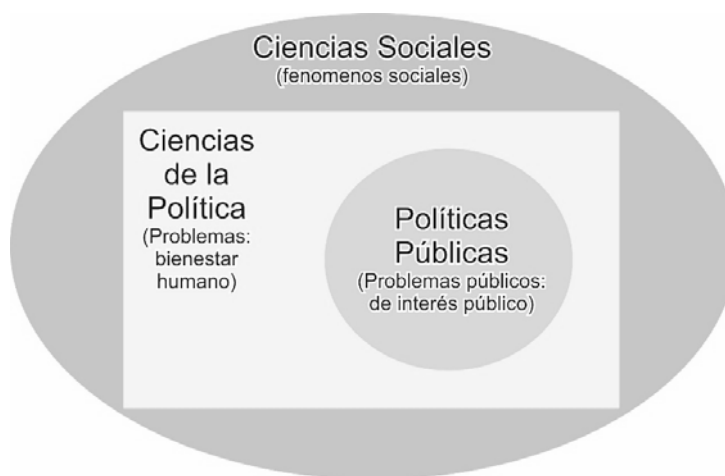 Ciencias Sociales
(fenomenos sociales)
Ciencias
de la
Política
(Problemas:
bienestar
humano)
Políticas
Públicas
(Problemas públicos:
de interés público)